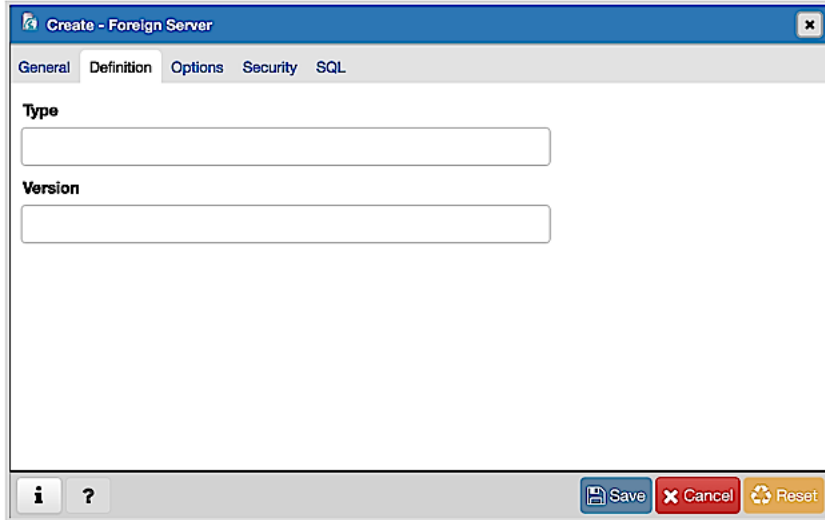 Create - Foreign Server
General Definition Options Security SQL
Type
Version
i ? Save Cancel Reset